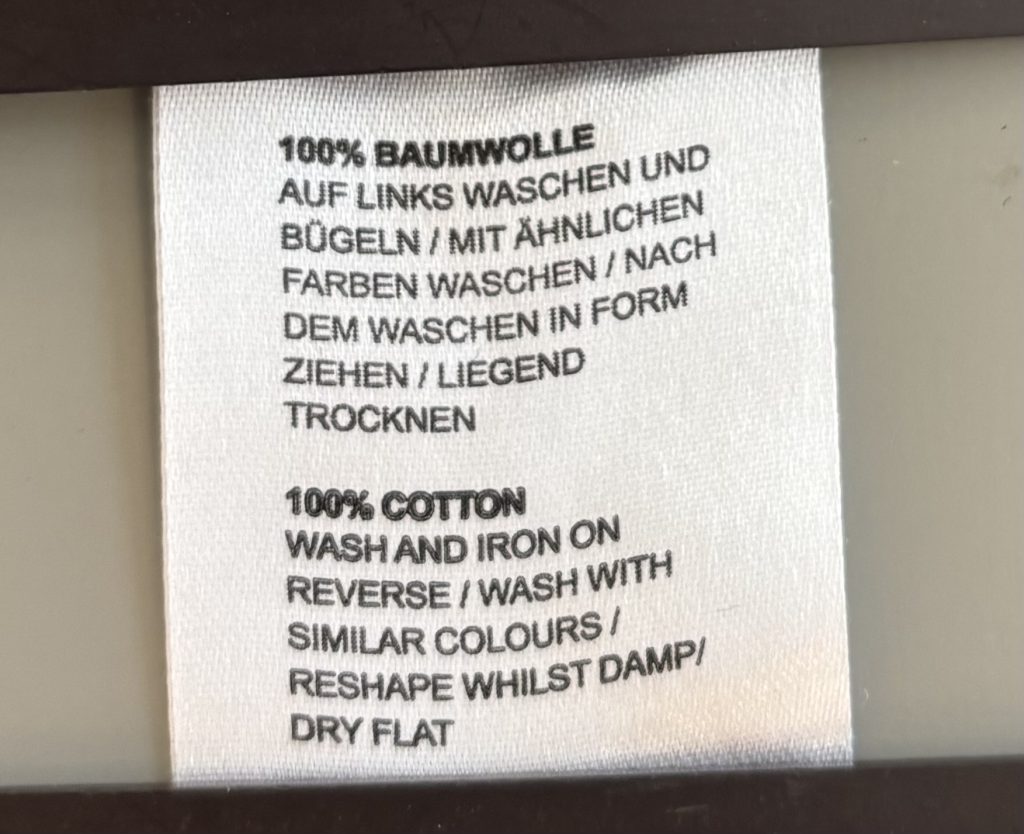 100% BAUMWOLLE
AUF LINKS WASCHEN UND
BÜGELN / MIT ÄHNLICHEN
FARBEN WASCHEN / NACH
DEM WASCHEN IN FORM
ZIEHEN / LIEGEND
TROCKNEN
100% COTTON
WASH AND IRON ON
REVERSE / WASH WITH
SIMILAR COLOURS /
RESHAPE WHILST DAMP/
DRY FLAT